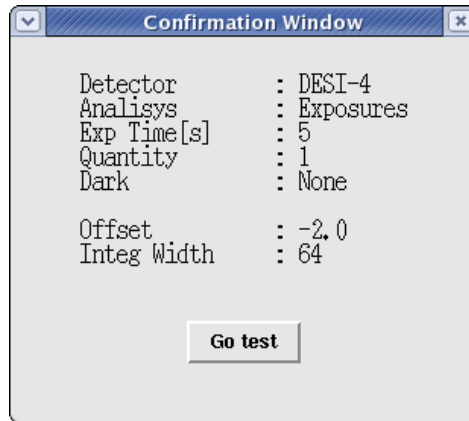 Confirmation Window
Detector : DESI-4
Analisys : Exposures
Exp Time[s] : 5
Quantity : 1
Dark : None
Offset : -2.0
Integ Width : 64
Go test